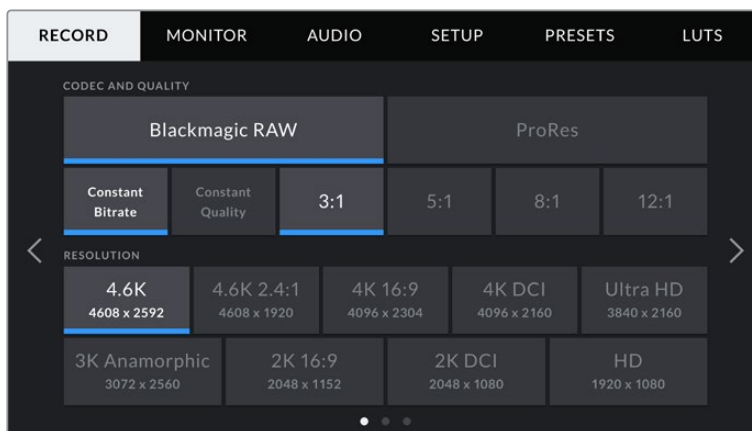 RECORD MONITOR AUDIO SETUP PRESETS LUTS
CODEC AND QUALITY
Blackmagic RAW ProRes
Constant Bitrate Constant Quality 3:1 5:1 8:1 12:1
RESOLUTION
4.6K 4.6K 2.4:1 4K 16:9 4K DCI Ultra HD
4608 x 2592 4608 x 1920 4096 x 2304 4096 x 2160 3840 x 2160
3K Anamorphic 2K 16:9 2K DCI HD
3072 x 2560 2048 x 1152 2048 x 1080 1920 x 1080